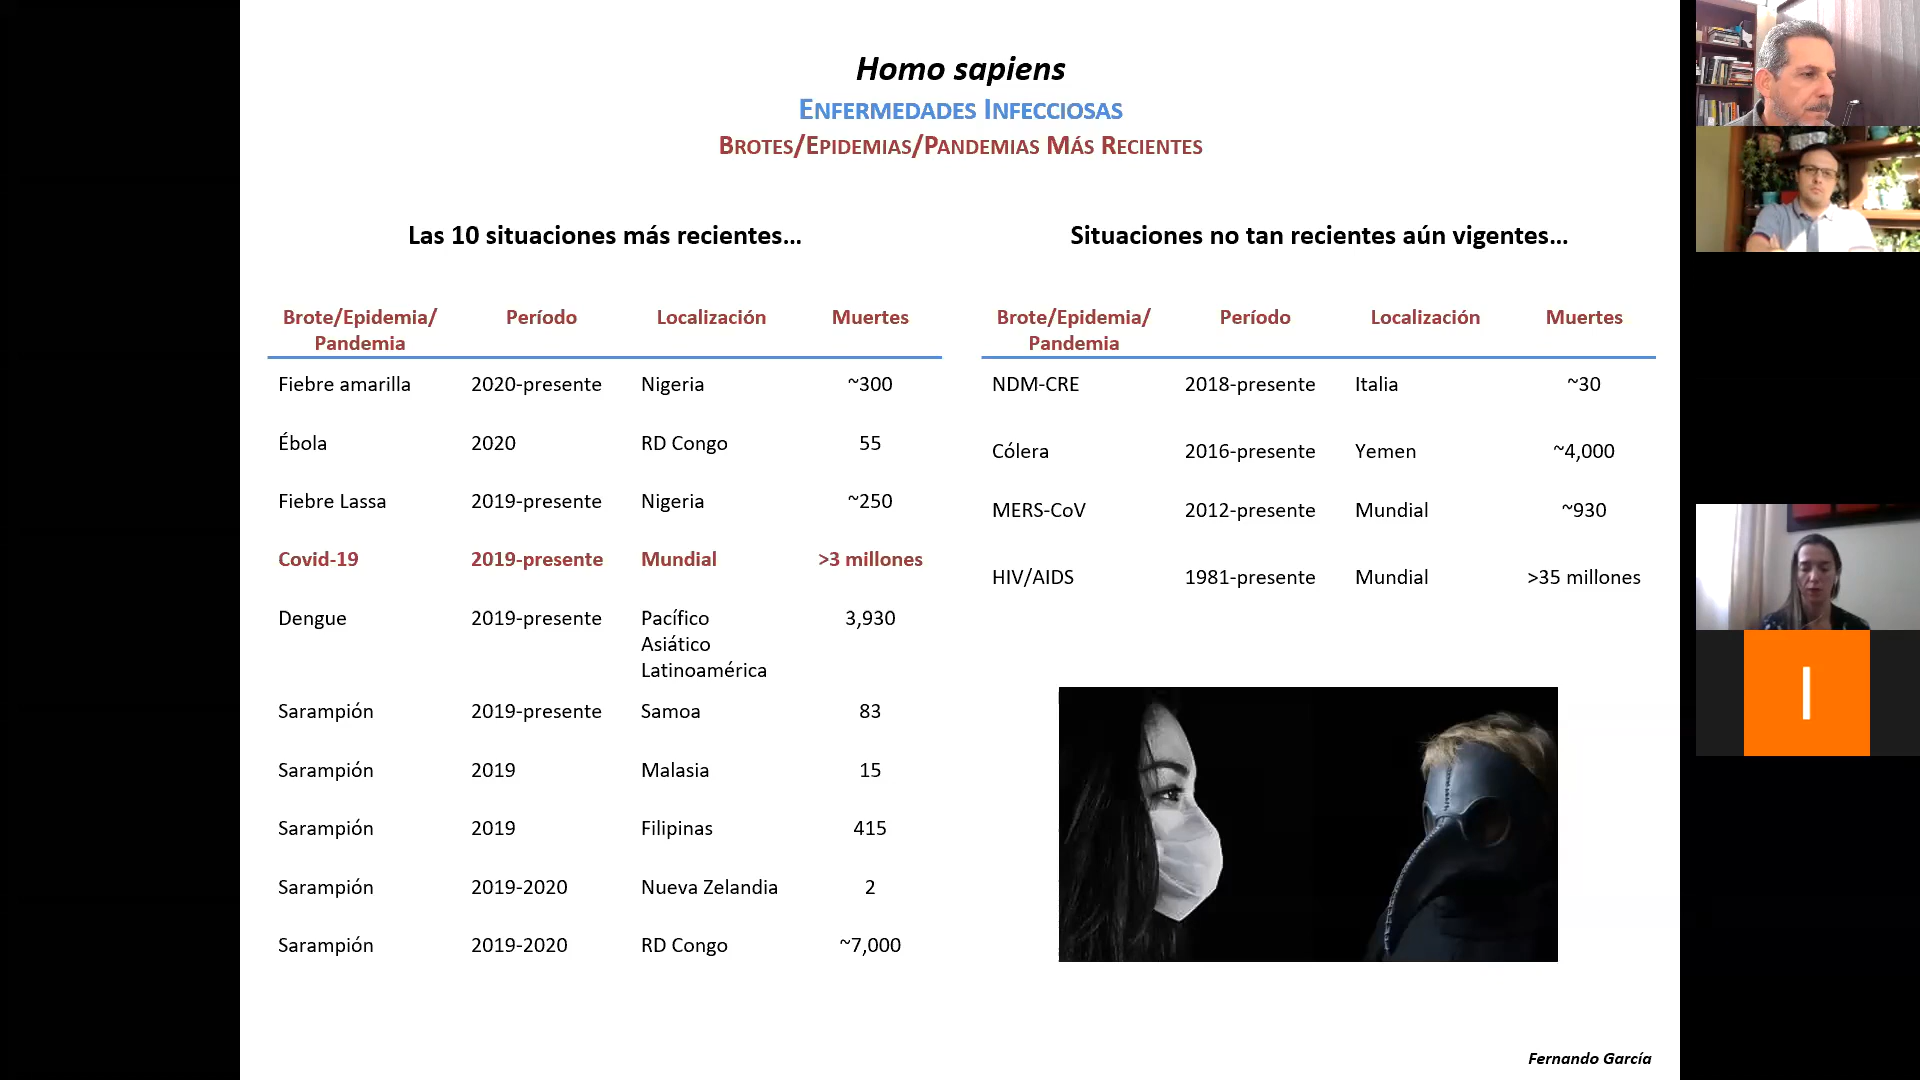 Homo sapiens
ENFERMEDADES INFECCIOSAS
BROTES/EPIDEMIAS/PANDEMIAS MÁS RECIENTES
Las 10 situaciones más recientes...
Brote/Epidemia/ Período Localización Muertes
Pandemia
Fiebre amarilla 2020-presente Nigeria ~300
Ébola 2020 RD Congo 55
Fiebre Lassa 2019-presente Nigeria ~250
Covid-19 2019-presente Mundial >3 millones
Dengue 2019-presente Pacífico 3,930
Asiático
Latinoamérica
Sarampión 2019-presente Samoa 83
Sarampión 2019 Malasia 15
Sarampión 2019 Filipinas 415
Sarampión 2019-2020 Nueva Zelandia 2
Sarampión 2019-2020 RD Congo ~7,000
Situaciones no tan recientes aún vigentes...
Brote/Epidemia/ Período Localización Muertes
Pandemia
NDM-CRE 2018-presente Italia ~30
Cólera 2016-presente Yemen ~4,000
MERS-CoV 2012-presente Mundial ~930
HIV/AIDS 1981-presente Mundial >35 millones
Fernando García
I